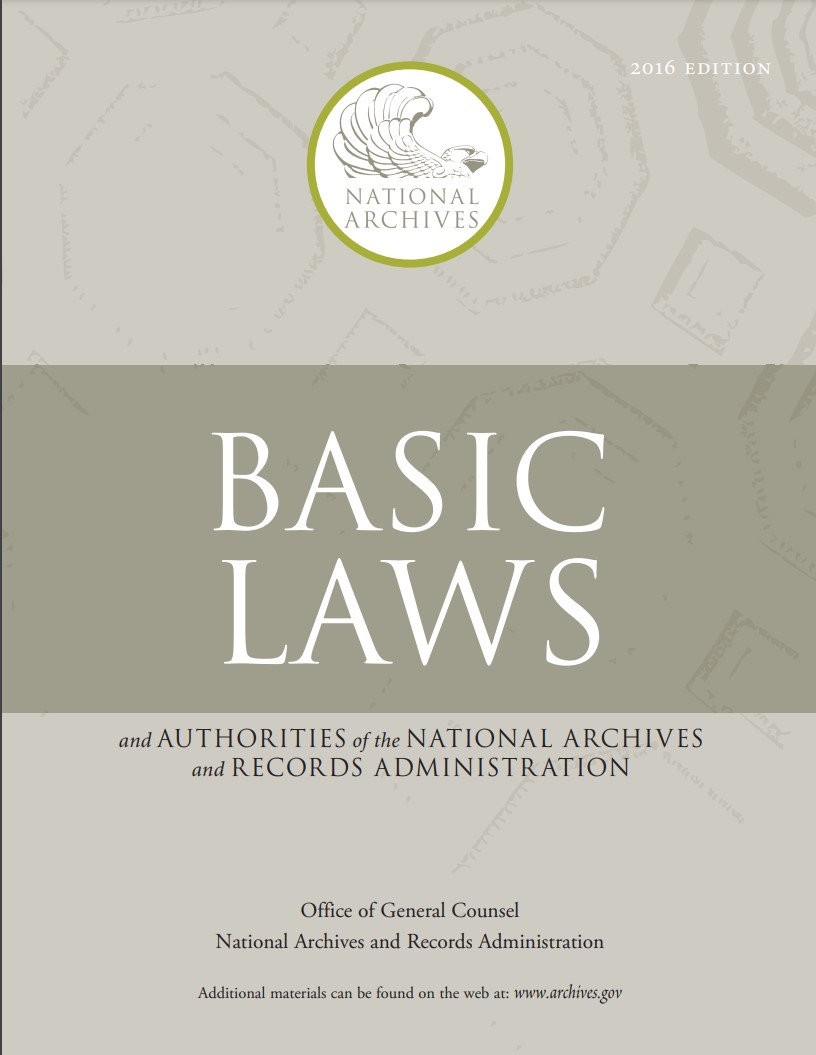 2016 EDITION
NATIONAL
ARCHIVES
BASIC
LAWS
and AUTHORITIES of the NATIONAL ARCHIVES
and RECORDS ADMINISTRATION
Office of General Counsel
National Archives and Records Administration
Additional materials can be found on the web at: www.archives.gov